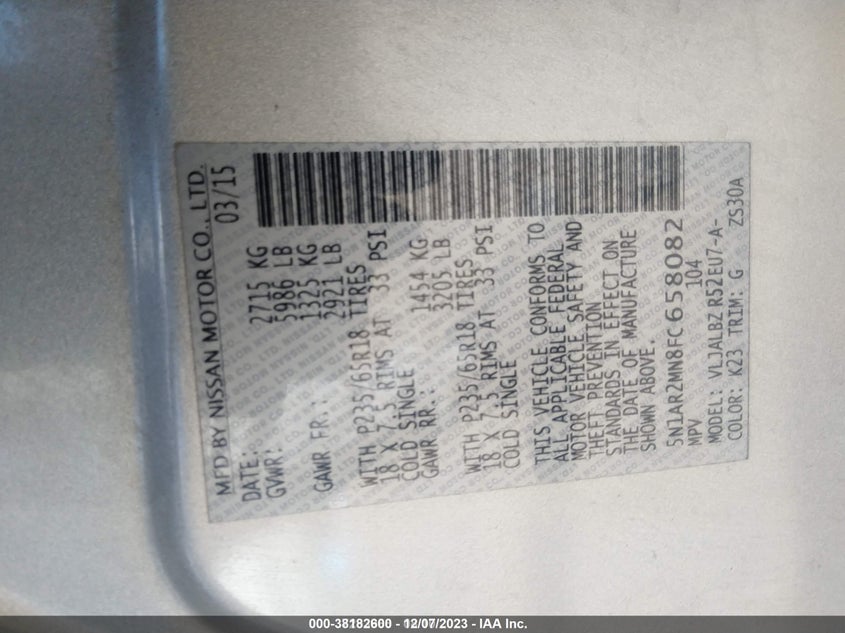 MFD BY NISSAN MOTOR CO., LTD.
DATE: 03/15
GVWR: 2715 KG
5986 LB
GAWR FR.: 1325 KG
2921 LB
WITH P235/65R18 TIRES
18 X 7.5 RIMS AT 33 PSI
COLD SINGLE
GAWR RR.: 1454 KG
3205 LB
WITH P235/65R18 TIRES
18 X 7.5 RIMS AT 33 PSI
COLD SINGLE
THIS VEHICLE CONFORMS TO
ALL APPLICABLE FEDERAL
MOTOR VEHICLE SAFETY AND
THEFT PREVENTION
STANDARDS IN EFFECT ON
THE DATE OF MANUFACTURE
SHOWN ABOVE.
5N1AR2MN8FC658082
MPV 104
MODEL: VLJALBZ R52EU7-A-
COLOR: K23 TRIM: G ZS30A
000-38182600 - 12/07/2023 - IAA Inc.